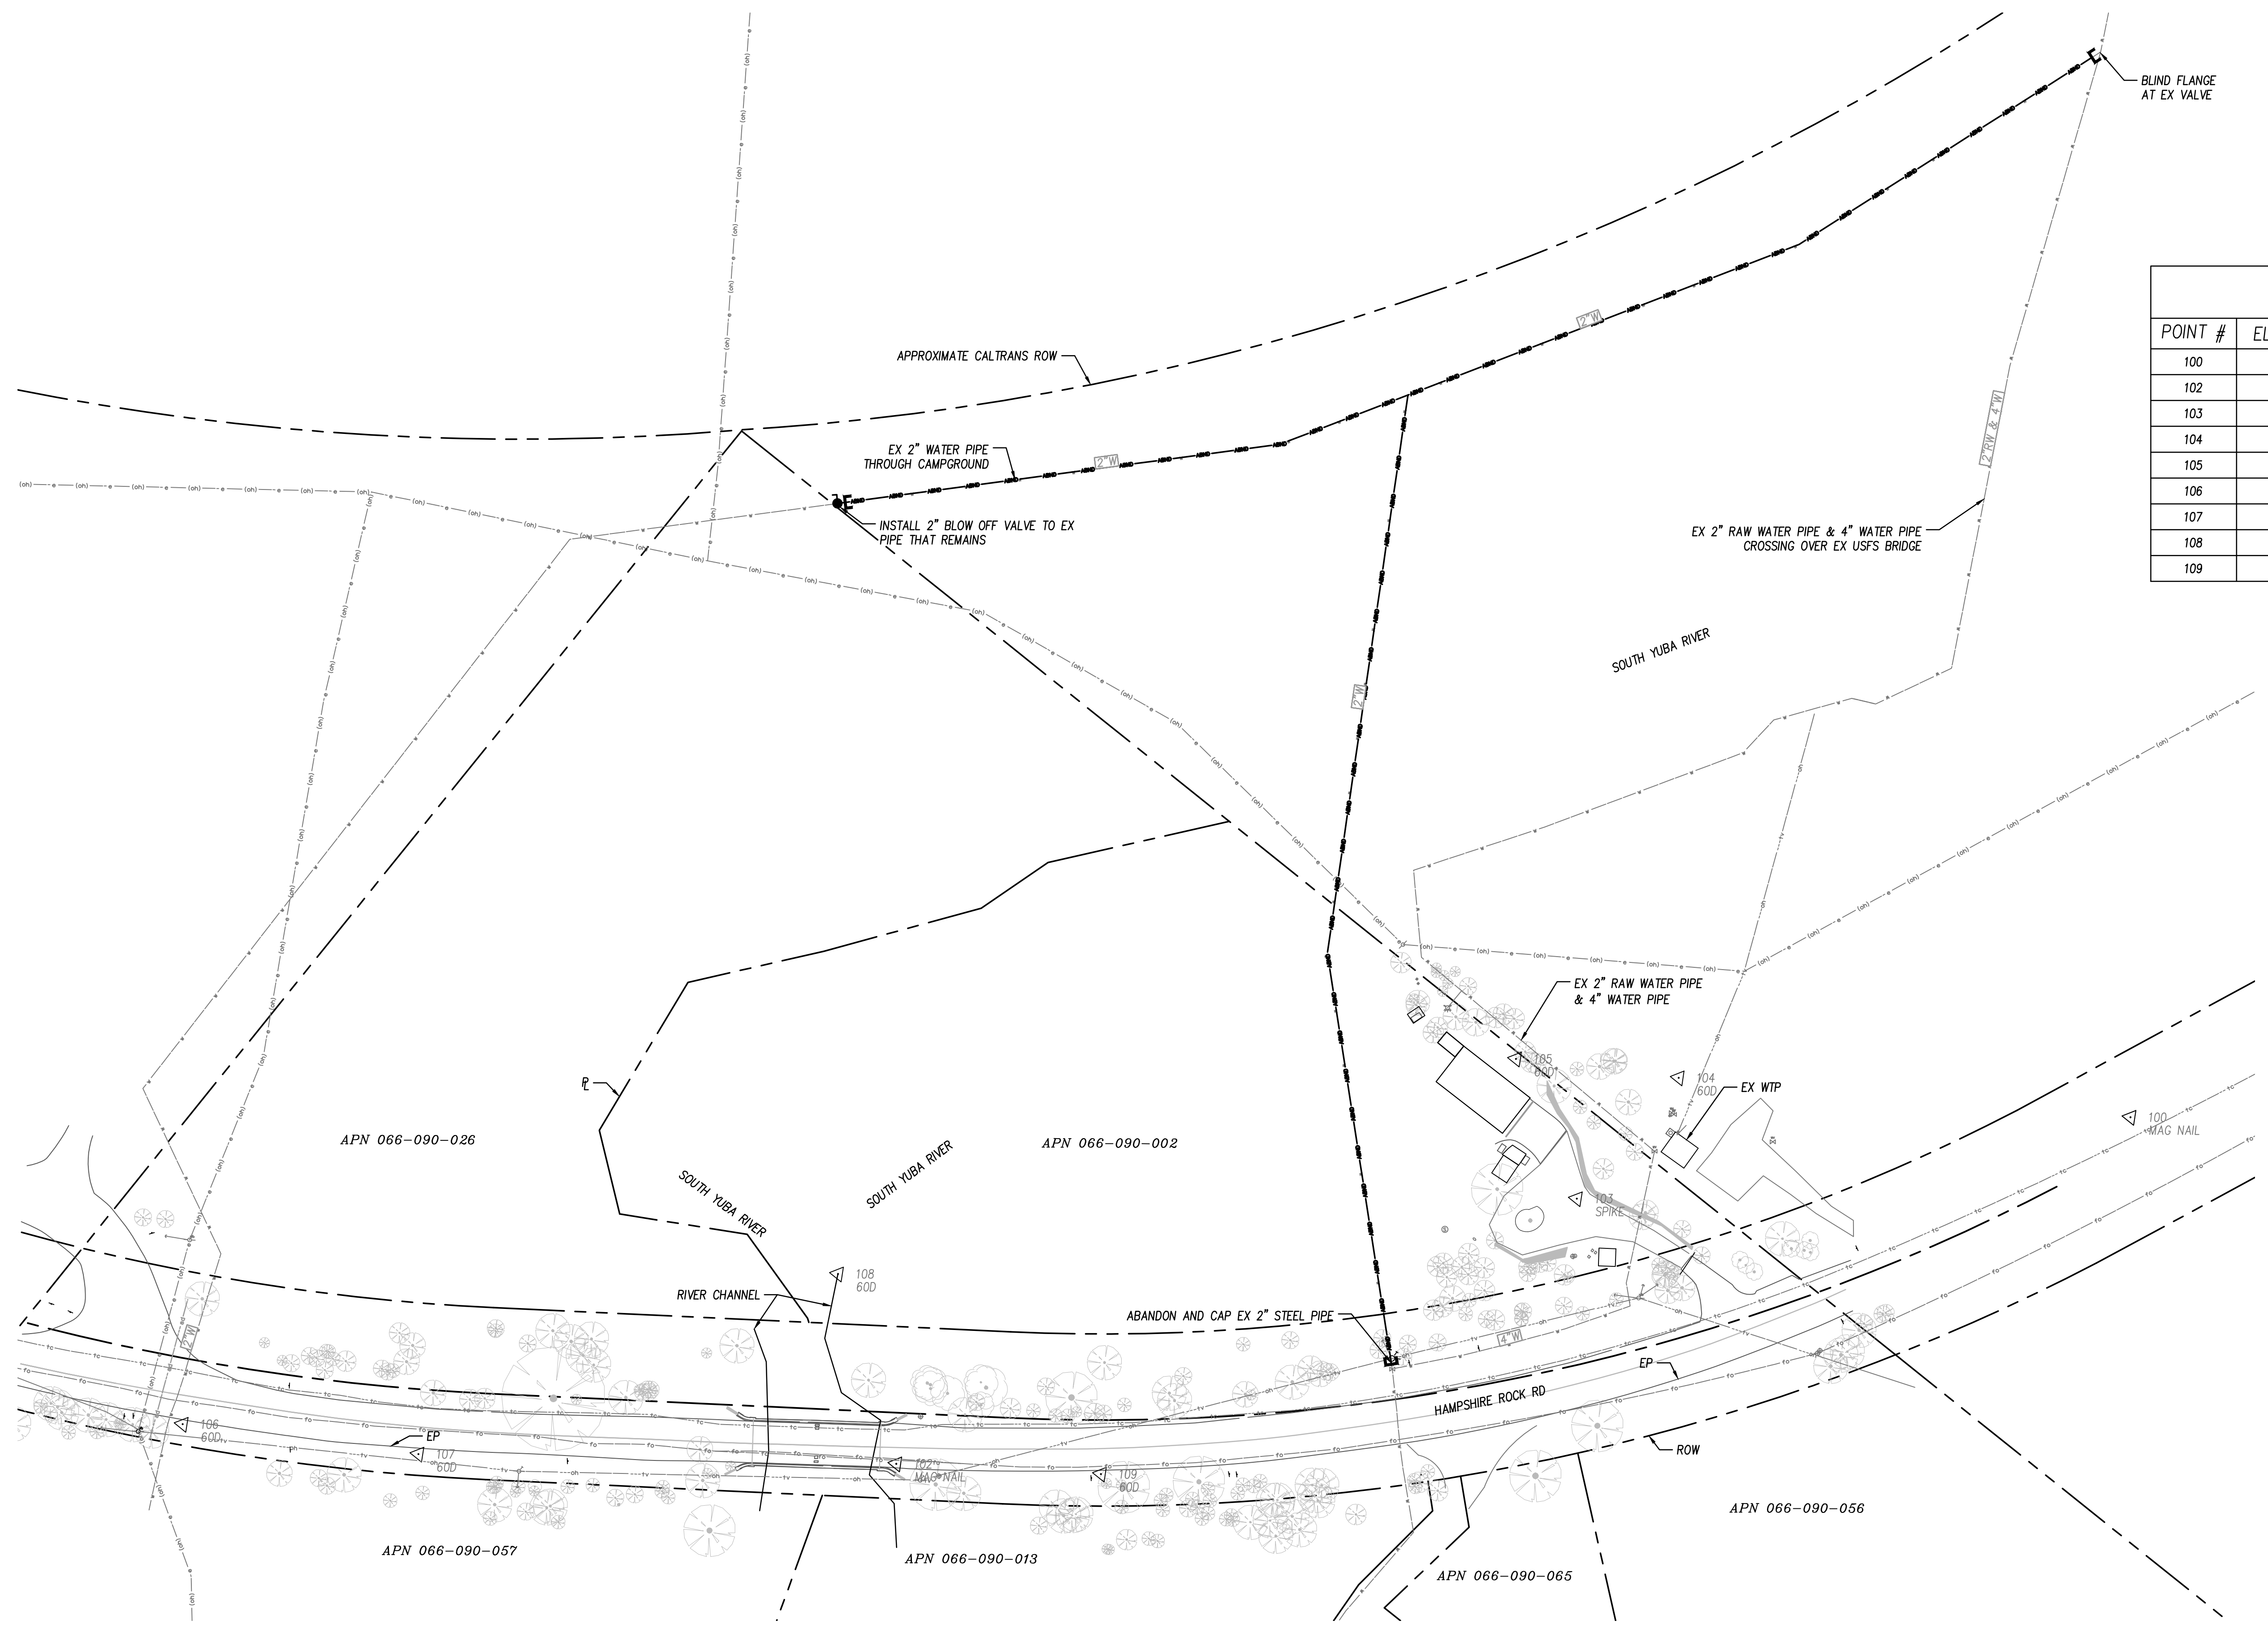 BLIND FLANGE
AT EX VALVE
APPROXIMATE CALTRANS ROW
2"W
POINT #
100
102
103
104
105
106
107
108
109
EX 2" WATER PIPE
THROUGH CAMPGROUND
2"W
2"RW & 4"W
INSTALL 2" BLOW OFF VALVE TO EX
PIPE THAT REMAINS
EX 2" RAW WATER PIPE & 4" WATER PIPE
CROSSING OVER EX USFS BRIDGE
SOUTH YUBA RIVER
2"W
EX 2" RAW WATER PIPE
& 4" WATER PIPE
105
60D
104
60D
EX WTP
100
MAG NAIL
PL
APN 066-090-026
APN 066-090-002
SOUTH YUBA RIVER
SOUTH YUBA RIVER
103
SPIKE
108
60D
RIVER CHANNEL
ABANDON AND CAP EX 2" STEEL PIPE
2"W
4"W
EP
HAMPSHIRE ROCK RD
106
60D
EP
107
60D
102
MAG NAIL
109
60D
ROW
APN 066-090-056
APN 066-090-057
APN 066-090-013
APN 066-090-065